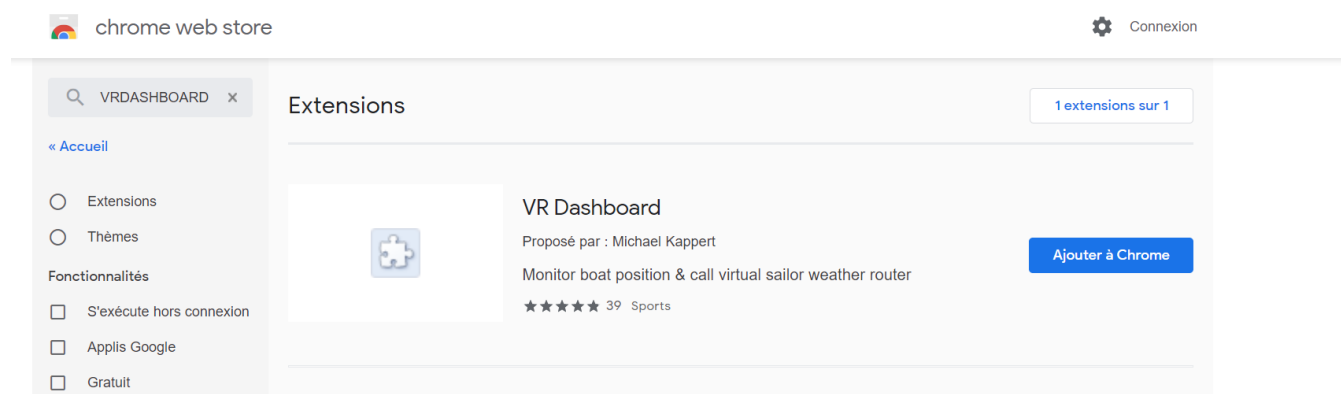 chrome web store
Connexion
VRDASHBOARD
« Accueil
Extensions
Thèmes
Fonctionnalités
S'exécute hors connexion
Applis Google
Gratuit
Extensions
1 extensions sur 1
VR Dashboard
Proposé par : Michael Kappert
Monitor boat position & call virtual sailor weather router
39 Sports
Ajouter à Chrome